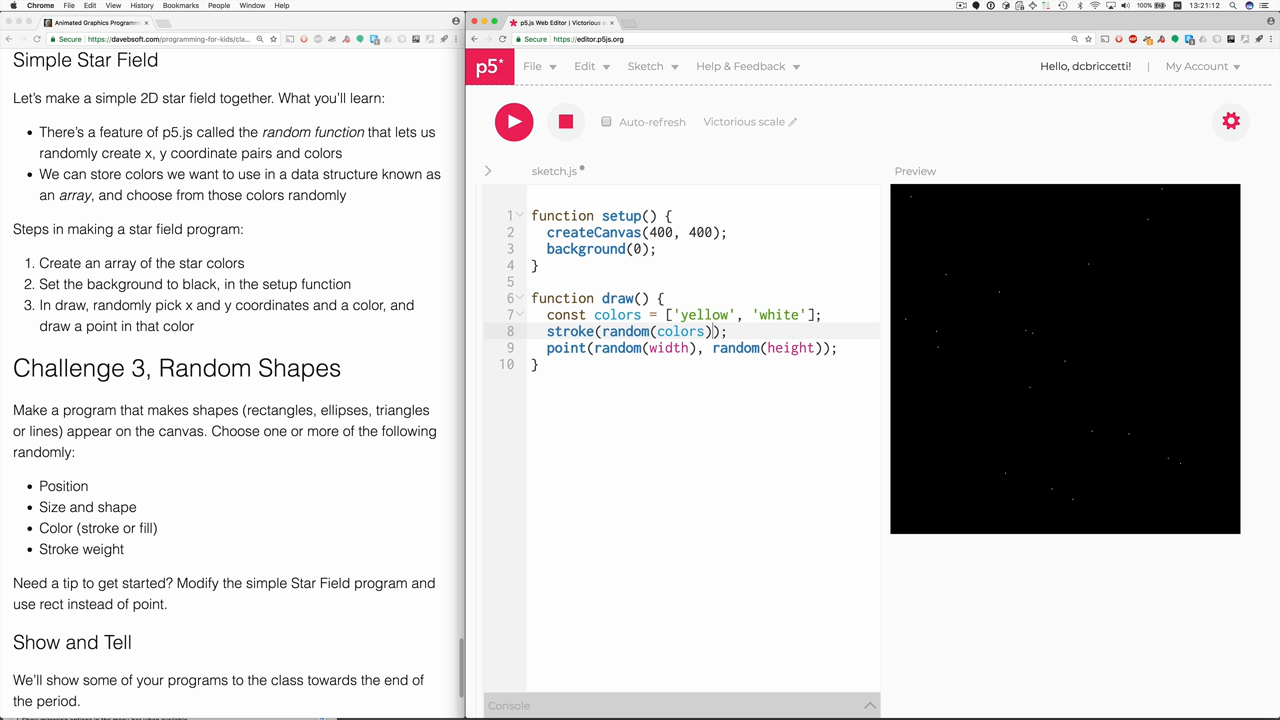 Chrome File Edit View History Bookmarks People Window Help 100% 13:21:12
Animated Graphics Programm
p5.js Web Editor | Victorious s
Secure https://davebsoft.com/programming-for-kids/cla
Secure https://editor.p5js.org
Simple Star Field
Let's make a simple 2D star field together. What you'll learn:
• There's a feature of p5.js called the random function that lets us
randomly create x, y coordinate pairs and colors
• We can store colors we want to use in a data structure known as
an array, and choose from those colors randomly
Steps in making a star field program:
1. Create an array of the star colors
2. Set the background to black, in the setup function
3. In draw, randomly pick x and y coordinates and a color, and
draw a point in that color
Challenge 3, Random Shapes
Make a program that makes shapes (rectangles, ellipses, triangles
or lines) appear on the canvas. Choose one or more of the following
randomly:
• Position
• Size and shape
• Color (stroke or fill)
• Stroke weight
Need a tip to get started? Modify the simple Star Field program and
use rect instead of point.
Show and Tell
We'll show some of your programs to the class towards the end of
the period.
p5* File Edit Sketch Help & Feedback Hello, dcbriccetti! | My Account
Auto-refresh Victorious scale
sketch.js
Preview
1 function setup() {
2 createCanvas(400, 400);
3 background(0);
4 }
5
6 function draw() {
7 const colors = ['yellow', 'white'];
8 stroke(random(colors));
9 point(random(width), random(height));
10 }
Console